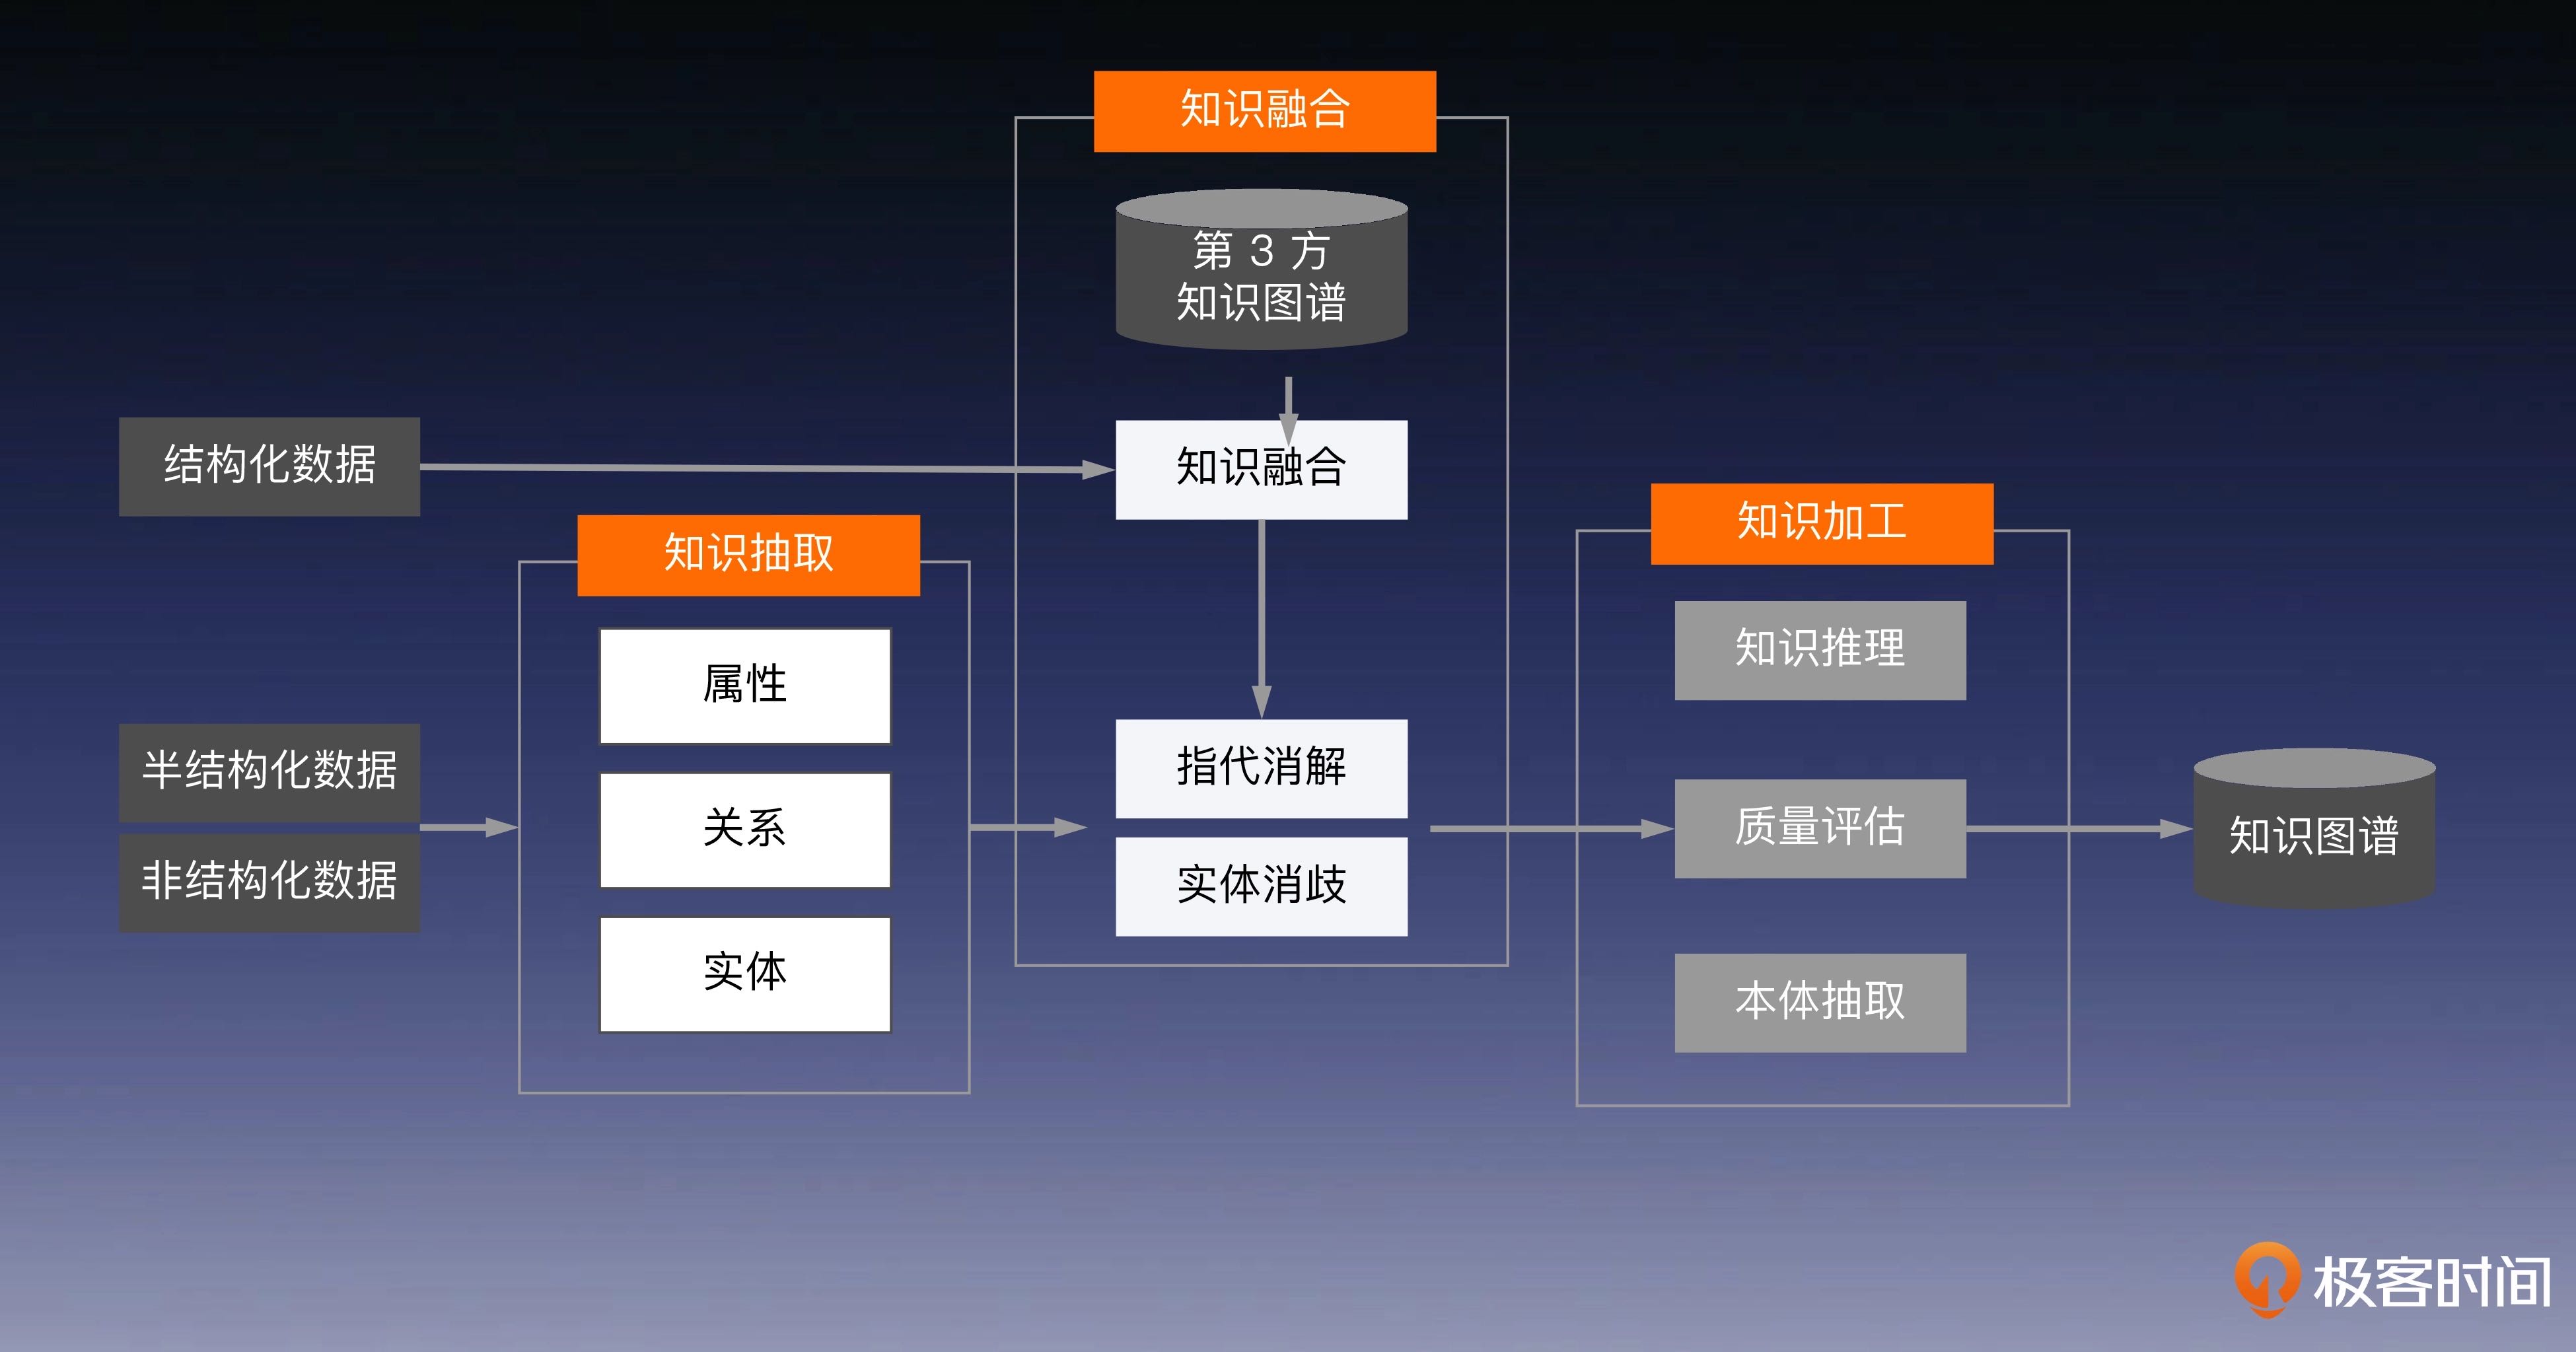 知识融合
第 3 方
知识图谱
结构化数据
知识融合
知识抽取
属性
关系
实体
半结构化数据
非结构化数据
指代消解
实体消歧
知识加工
知识推理
质量评估
本体抽取
知识图谱
极客时间